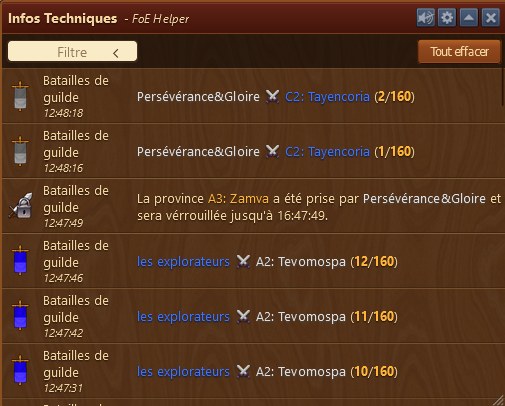 Infos Techniques - FoE Helper
Filtre <
Tout effacer
Batailles de
guilde
12:48:18
Persévérance&Gloire C2: Tayencoria (2/160)
Batailles de
guilde
12:48:16
Persévérance&Gloire C2: Tayencoria (1/160)
Batailles de
guilde
12:47:49
La province A3: Zamva a été prise par Persévérance&Gloire et
sera vérrouillée jusqu'à 16:47:49.
Batailles de
guilde
12:47:46
les explorateurs A2: Tevomospa (12/160)
Batailles de
guilde
12:47:42
les explorateurs A2: Tevomospa (11/160)
Batailles de
guilde
12:47:31
les explorateurs A2: Tevomospa (10/160)